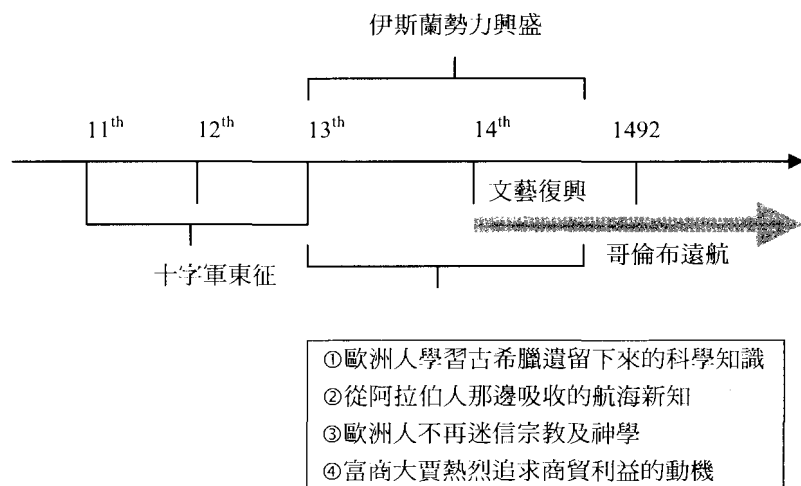 伊斯蘭勢力興盛
11th 12th 13th 14th 1492
文藝復興
哥倫布遠航
十字軍東征
①歐洲人學習古希臘遺留下來的科學知識
②從阿拉伯人那邊吸收的航海新知
③歐洲人不再迷信宗教及神學
④富商大賈熱烈追求商貿利益的動機